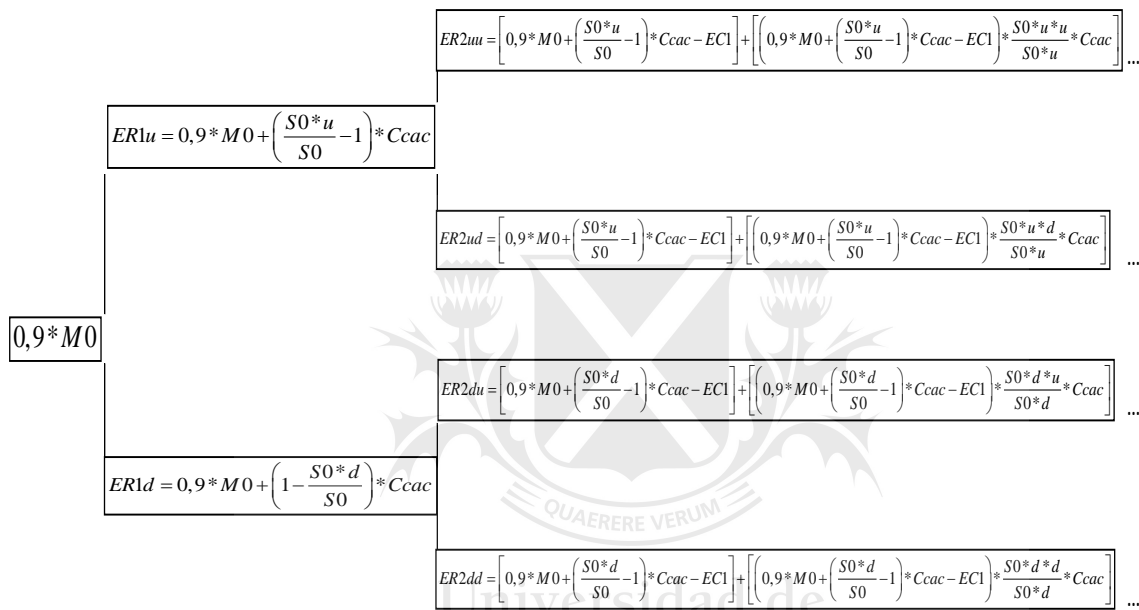 ER2uu = [0,9*M0+(S0*u/S0−1)*Ccac−EC1]+[(0,9*M0+(S0*u/S0−1)*Ccac−EC1)*S0*u*u/S0*u*Ccac] ...
ER1u = 0,9*M0+(S0*u/S0−1)*Ccac
ER2ud = [0,9*M0+(S0*u/S0−1)*Ccac−EC1]+[(0,9*M0+(S0*u/S0−1)*Ccac−EC1)*S0*u*d/S0*u*Ccac] ...
0,9*M0
ER2du = [0,9*M0+(S0*d/S0−1)*Ccac−EC1]+[(0,9*M0+(S0*d/S0−1)*Ccac−EC1)*S0*d*u/S0*d*Ccac] ...
ER1d = 0,9*M0+(1−S0*d/S0)*Ccac
QUAERERE VERUM
ER2dd = [0,9*M0+(S0*d/S0−1)*Ccac−EC1]+[(0,9*M0+(S0*d/S0−1)*Ccac−EC1)*S0*d*d/S0*d*Ccac] ...
Universidad de